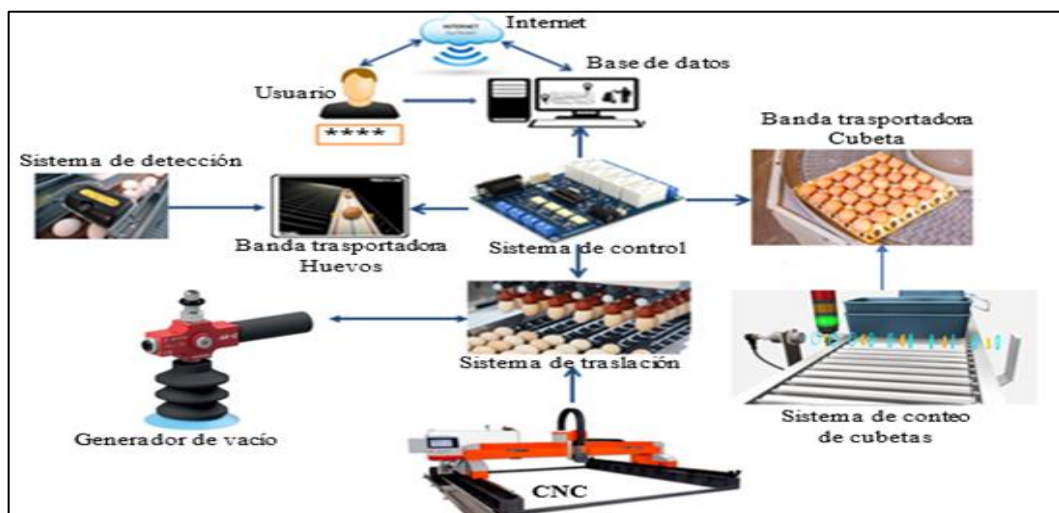 Internet
INTERNET
Base de datos
Usuario
****
Banda trasportadora
Cubeta
Sistema de detección
Banda trasportadora
Huevos
Sistema de control
Sistema de traslación
Generador de vacío
Sistema de conteo
de cubetas
CNC